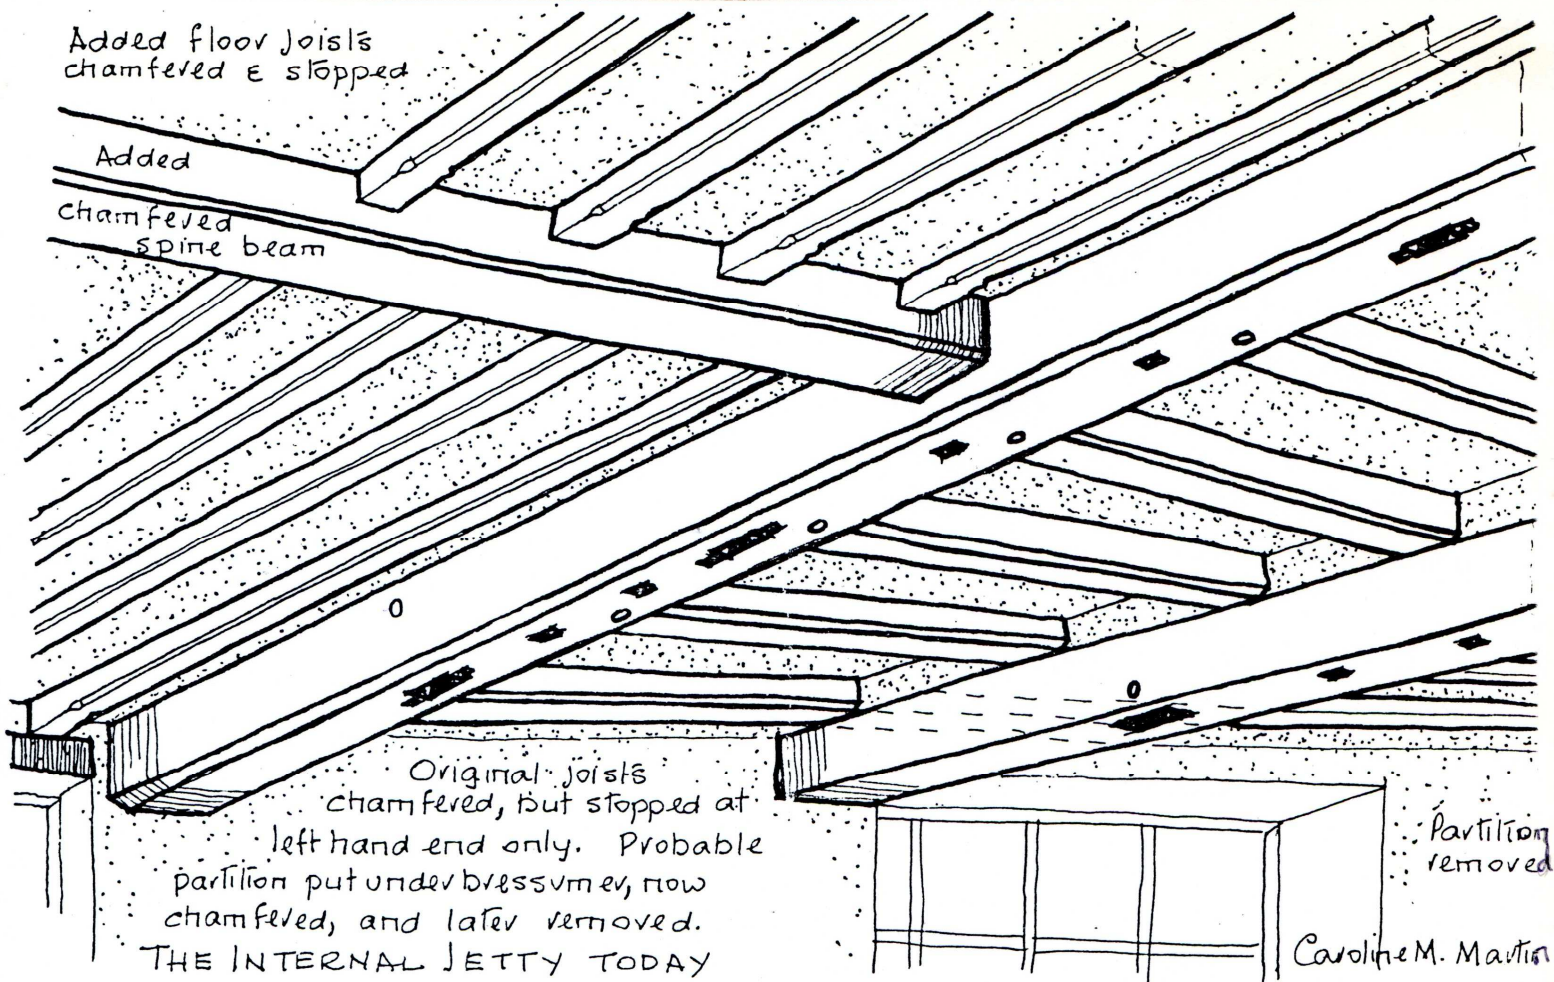 Added floor joists
chamfered & stopped
Added
chamfered
spine beam
Original joists
chamfered, but stopped at
left hand end only. Probable
partition put under bressumer, now
chamfered, and later removed.
THE INTERNAL JETTY TODAY
Partition
removed
Caroline M. Martin